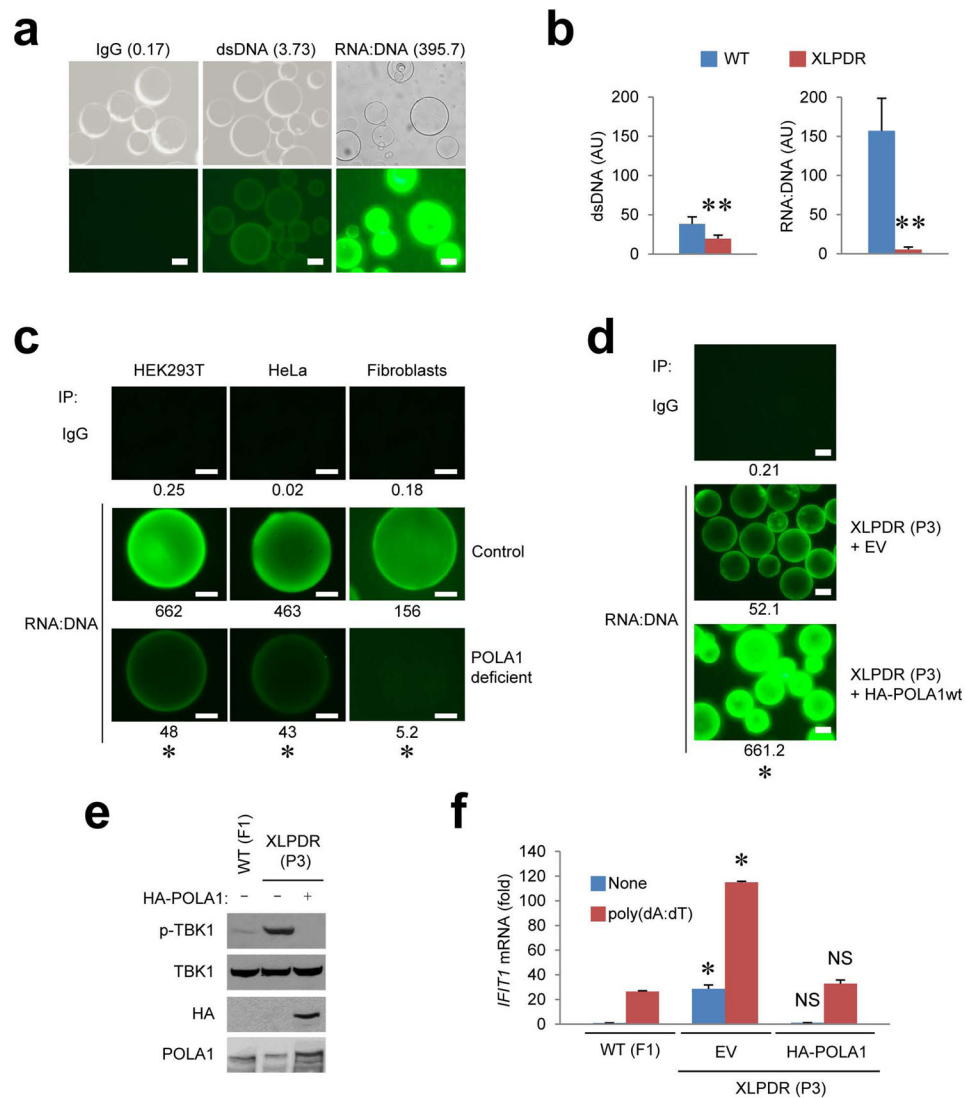 a
IgG (0.17) dsDNA (3.73) RNA:DNA (395.7)
b
WT XLPDR
200
150
100
50
0
dsDNA (AU)
**
200
150
100
50
0
RNA:DNA (AU)
**
c
HEK293T HeLa Fibroblasts
IP:
IgG
0.25 0.02 0.18
Control
662 463 156
RNA:DNA
POLA1
deficient
48 43 5.2
* * *
d
IP:
IgG
0.21
XLPDR (P3)
+ EV
52.1
RNA:DNA
XLPDR (P3)
+ HA-POLA1wt
661.2
*
e
WT (F1)
XLPDR
(P3)
HA-POLA1: – – +
p-TBK1
TBK1
HA
POLA1
f
140
120
100
80
60
40
20
0
IFIT1 mRNA (fold)
None
poly(dA:dT)
* *
NS NS
WT (F1) EV HA-POLA1
XLPDR (P3)